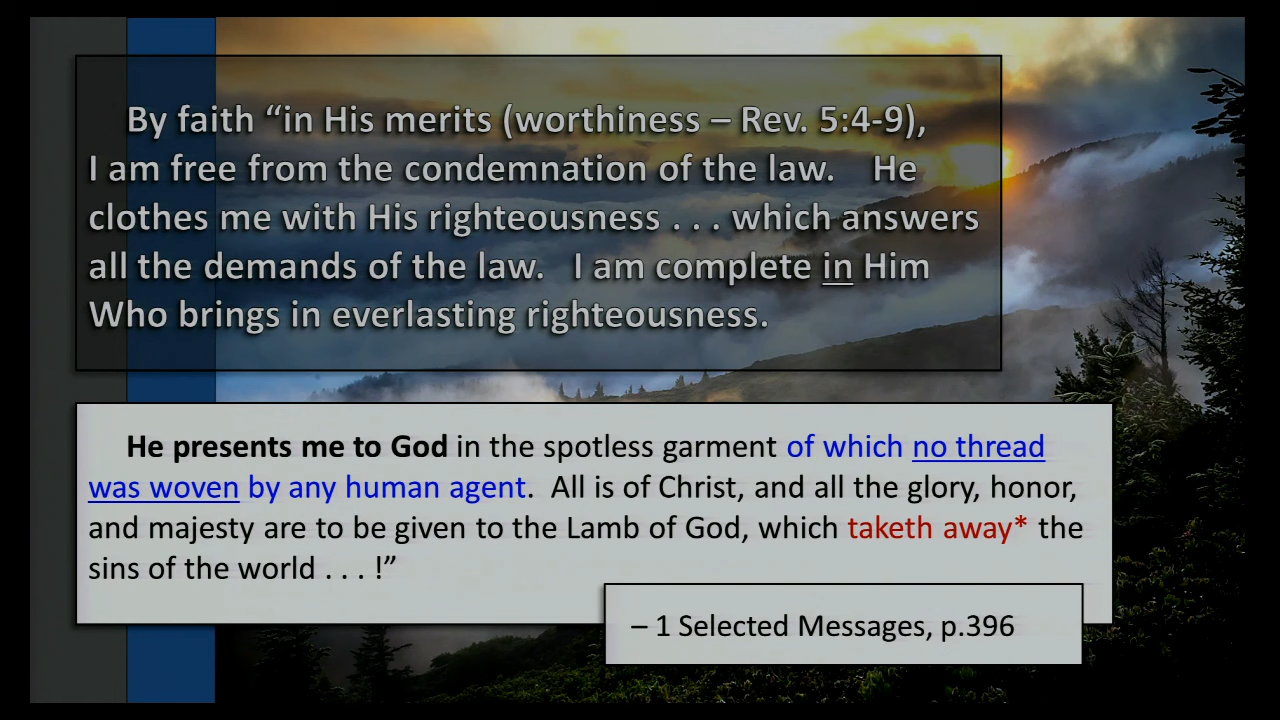 By faith “in His merits (worthiness – Rev. 5:4-9),
I am free from the condemnation of the law. He
clothes me with His righteousness . . . which answers
all the demands of the law. I am complete in Him
Who brings in everlasting righteousness.
He presents me to God in the spotless garment of which no thread
was woven by any human agent. All is of Christ, and all the glory, honor,
and majesty are to be given to the Lamb of God, which taketh away* the
sins of the world . . . !”
– 1 Selected Messages, p.396